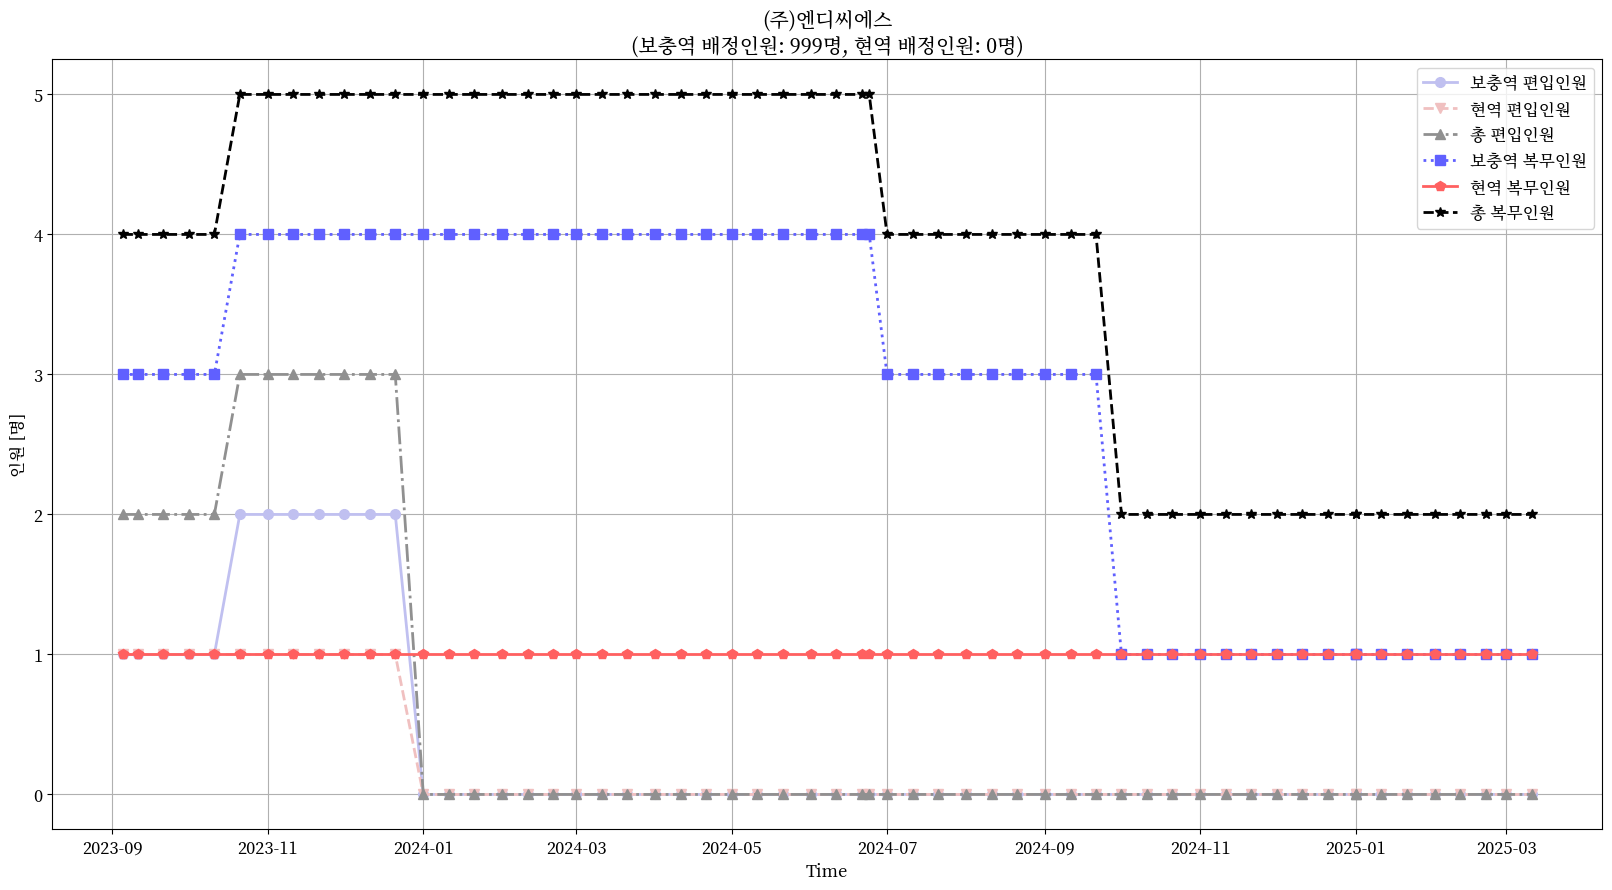 (주)엔디씨에스
(보충역 배정인원: 999명, 현역 배정인원: 0명)
보충역 편입인원
현역 편입인원
총 편입인원
보충역 복무인원
현역 복무인원
총 복무인원
인원 [명]
5
4
3
2
1
0
2023-09
2023-11
2024-01
2024-03
2024-05
2024-07
2024-09
2024-11
2025-01
2025-03
Time